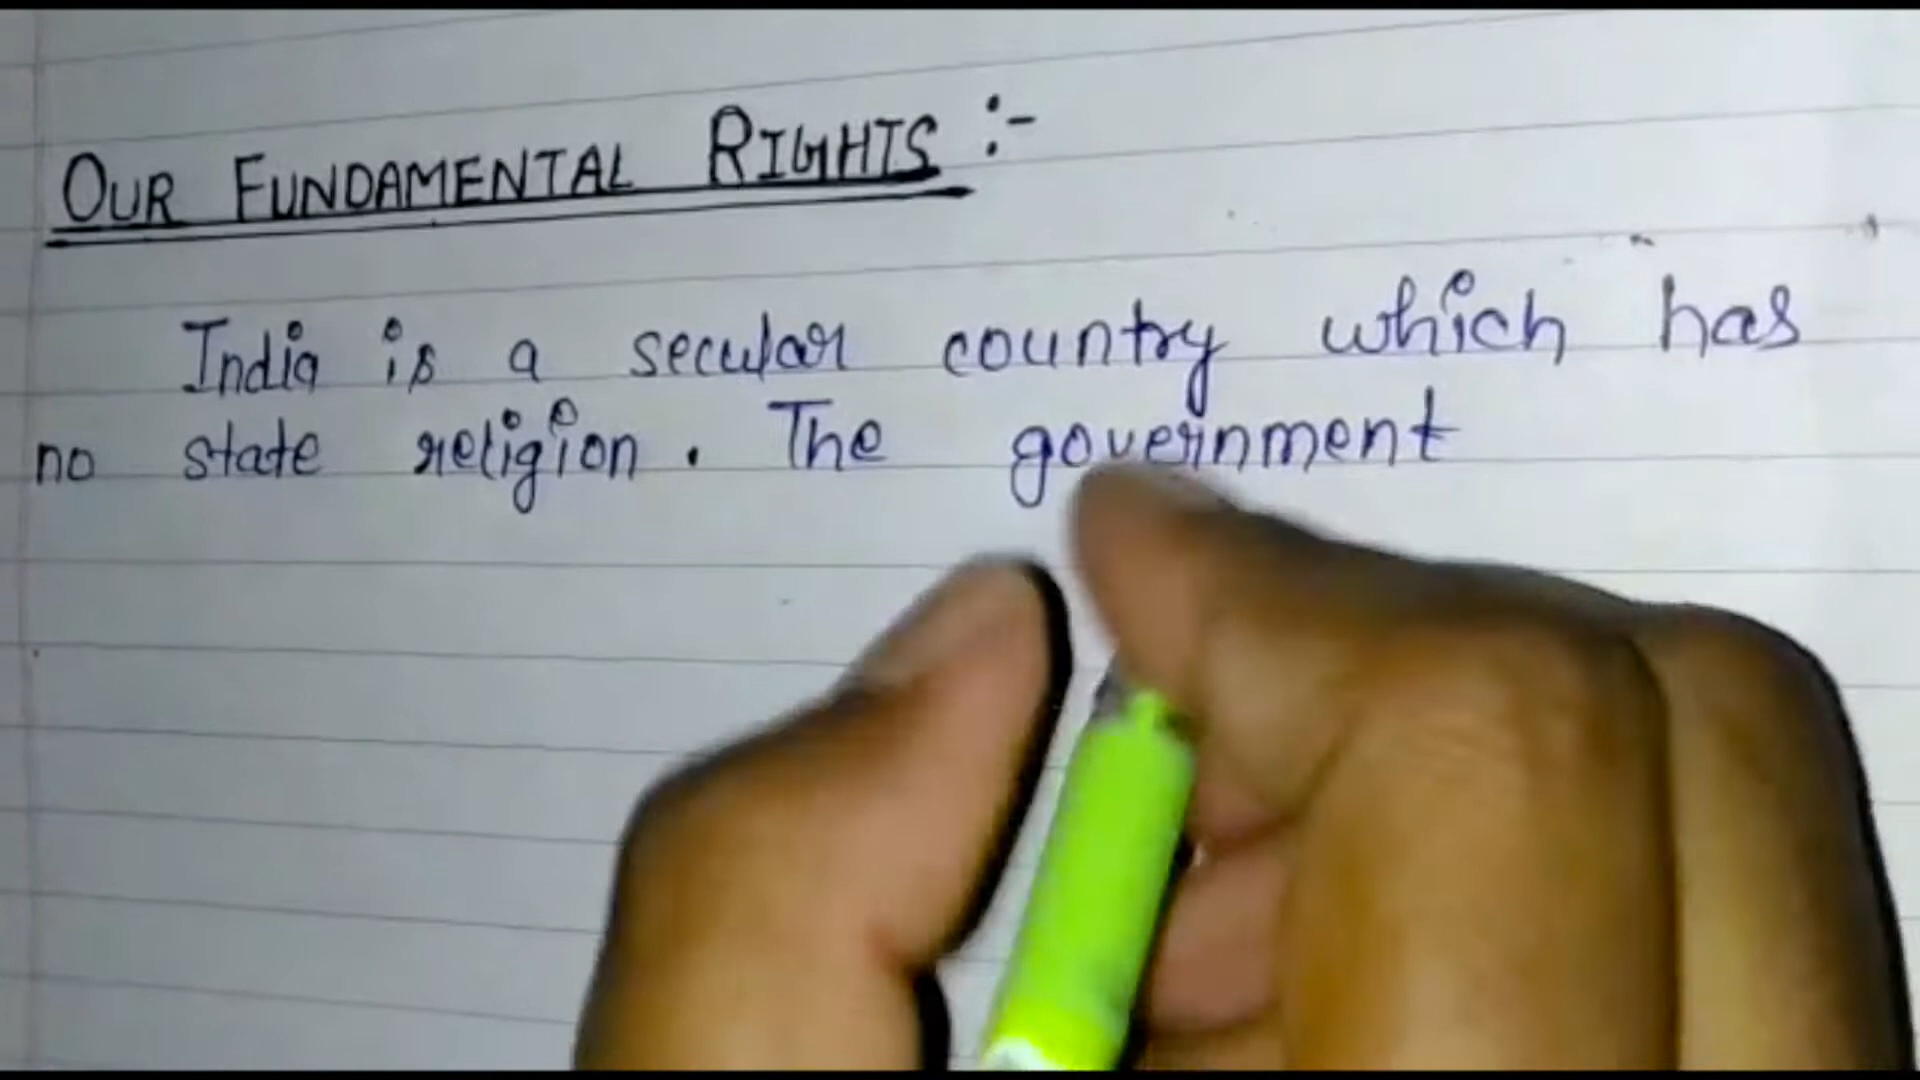 OUR FUNDAMENTAL RIGHTS :-
India is a secular country which has
no state religion. The government